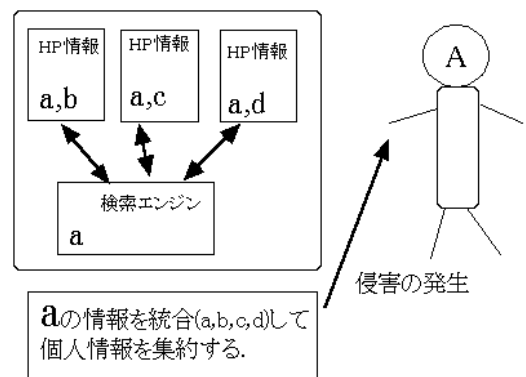 HP情報
a,b
HP情報
a,c
HP情報
a,d
A
検索エンジン
a
侵害の発生
aの情報を統合(a,b,c,d)して
個人情報を集約する.